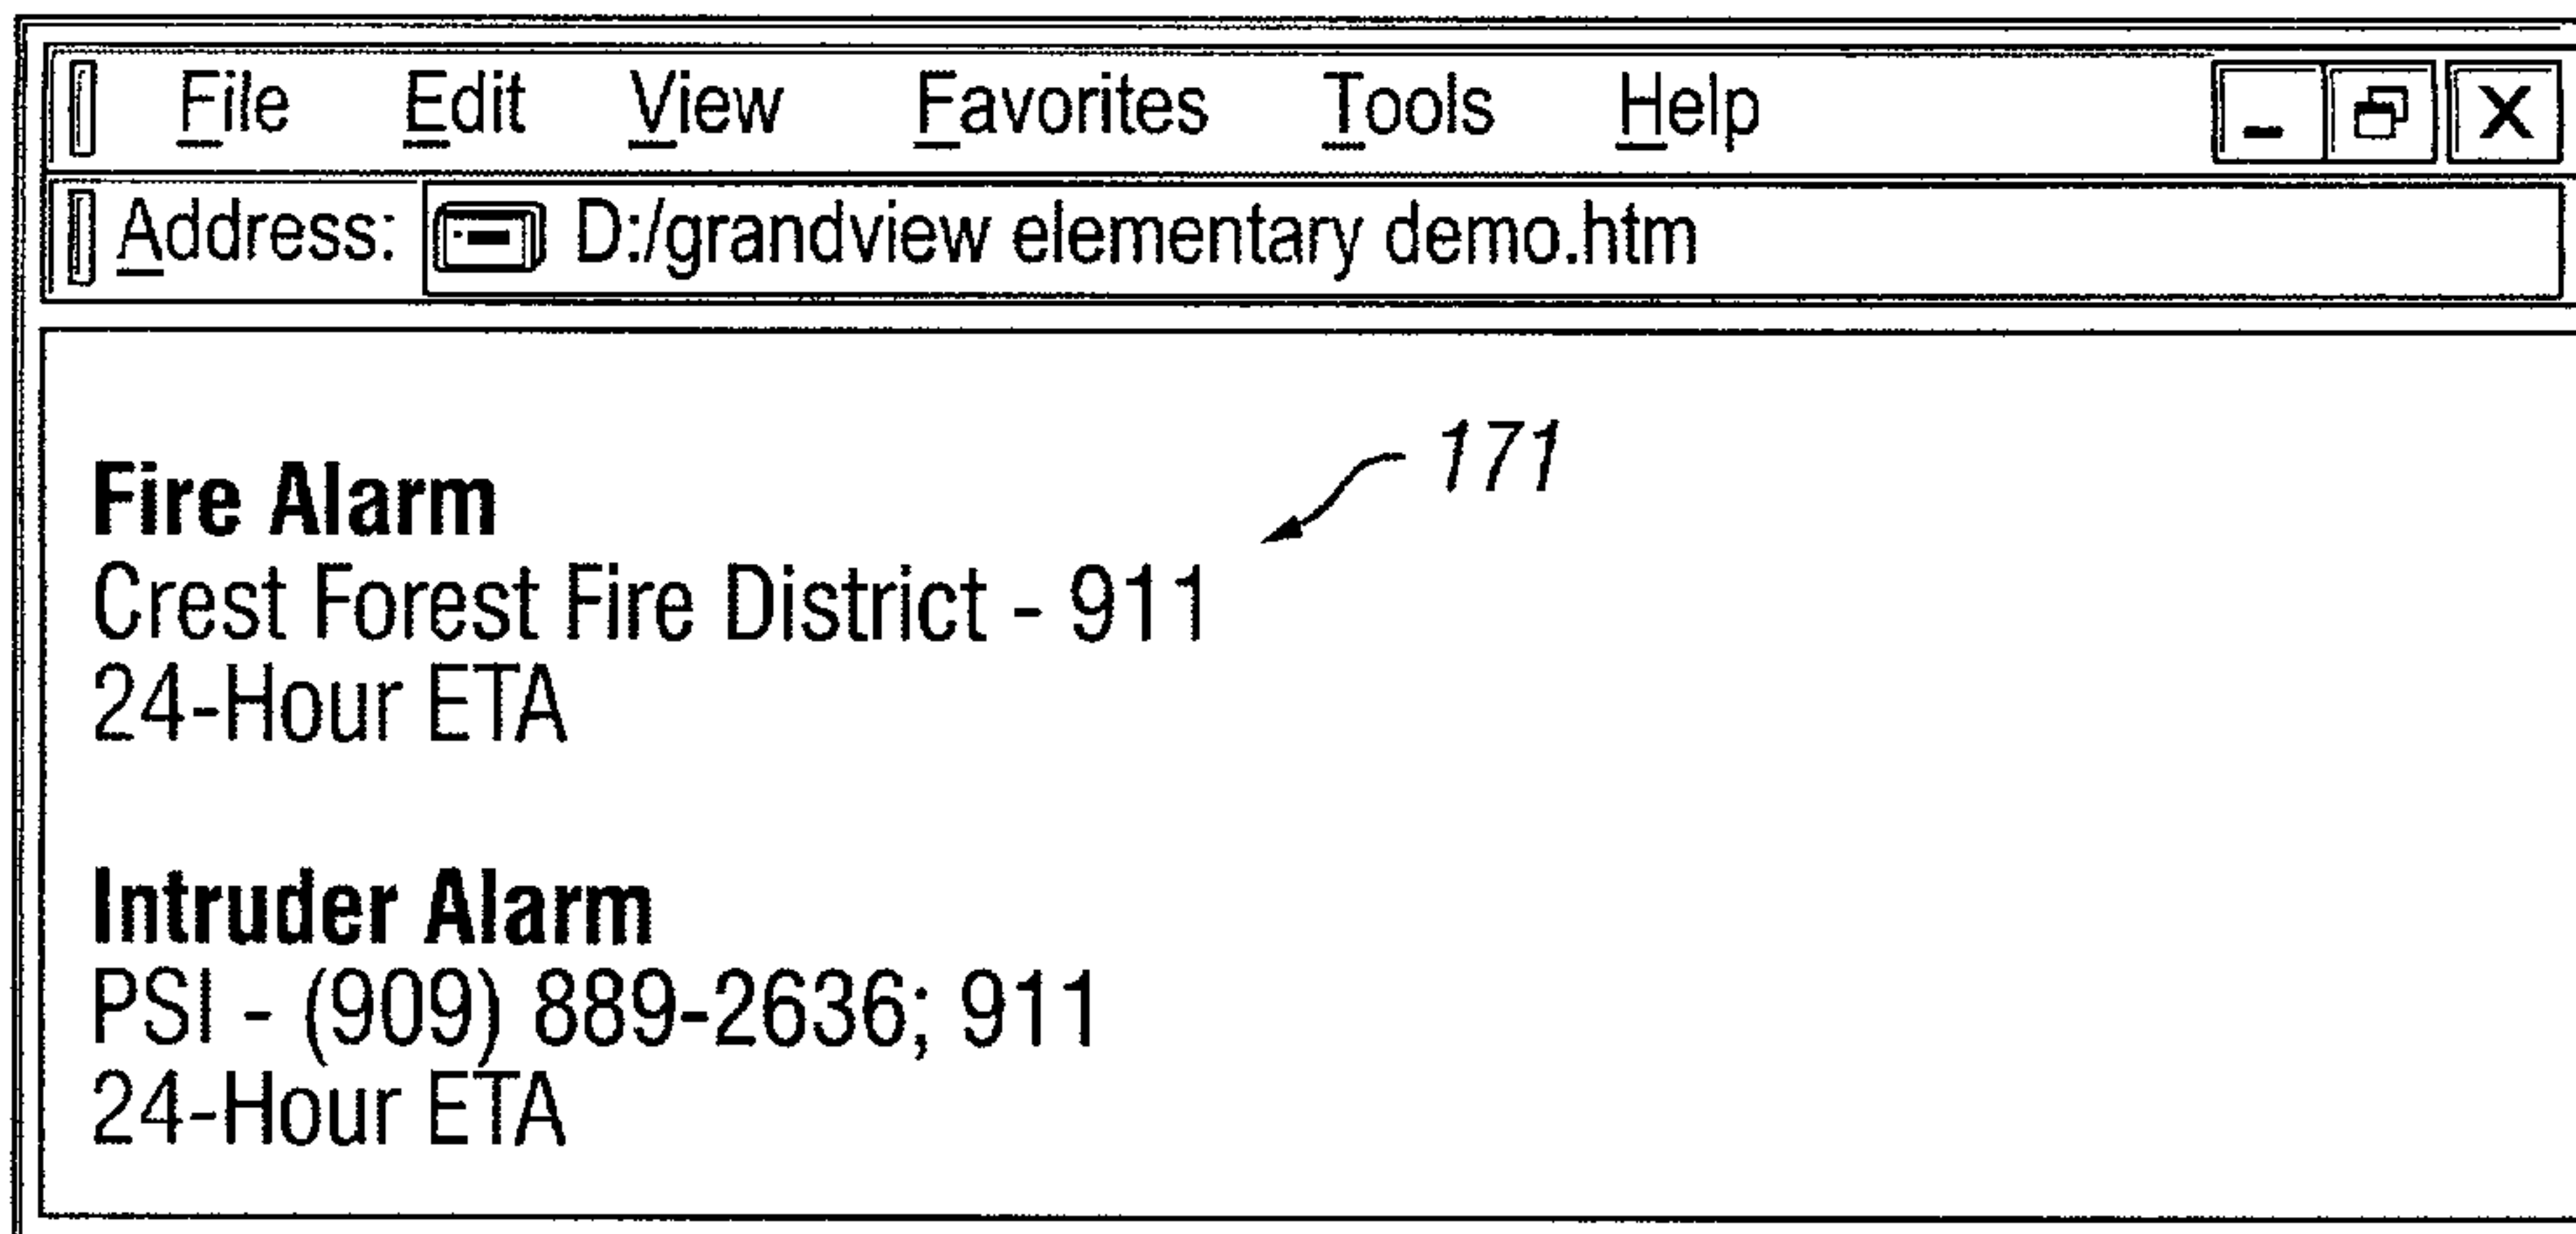 File Edit View Favorites Tools Help
Address: D:/grandview elementary demo.htm
171
Fire Alarm
Crest Forest Fire District - 911
24-Hour ETA
Intruder Alarm
PSI - (909) 889-2636; 911
24-Hour ETA